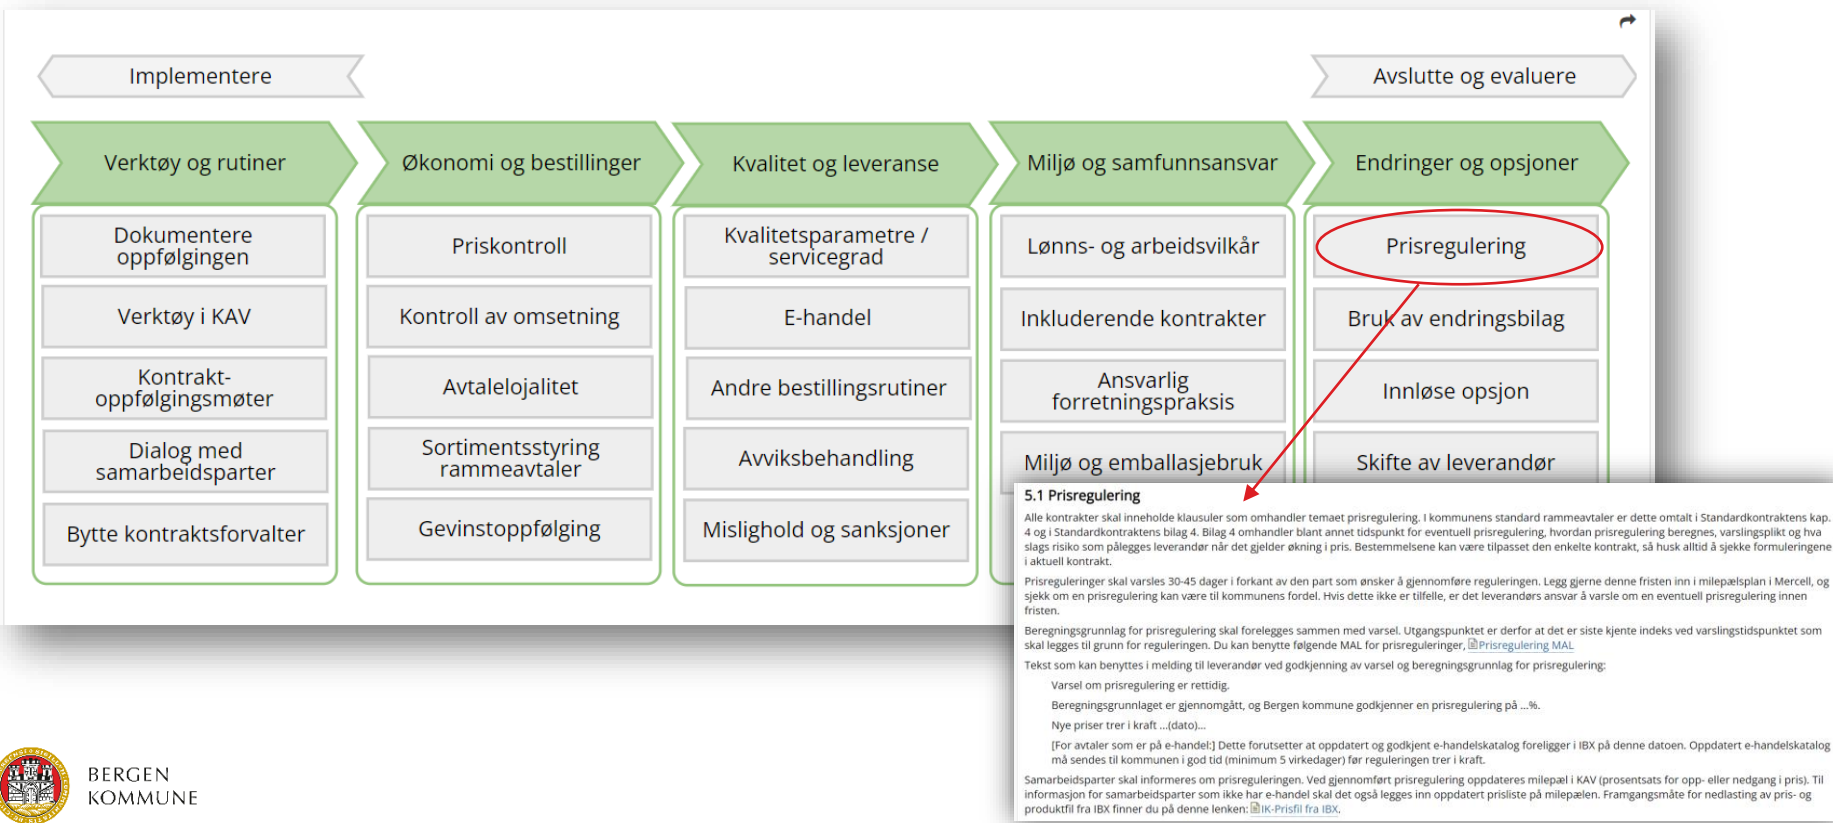 Implementere
Avslutte og evaluere
Verktøy og rutiner
Økonomi og bestillinger
Kvalitet og leveranse
Miljø og samfunnsansvar
Endringer og opsjoner
Dokumentere
oppfølgingen
Verktøy i KAV
Kontrakt-
oppfølgingsmøter
Dialog med
samarbeidsparter
Bytte kontraktsforvalter
Priskontroll
Kontroll av omsetning
Avtalelojalitet
Sortimentsstyring
rammeavtaler
Gevinstoppfølging
Kvalitetsparametre /
servicegrad
E-handel
Andre bestillingsrutiner
Avviksbehandling
Mislighold og sanksjoner
Lønns- og arbeidsvilkår
Inkluderende kontrakter
Ansvarlig
forretningspraksis
Miljø og emballasjebruk
Prisregulering
Bruk av endringsbilag
Innløse opsjon
Skifte av leverandør
5.1 Prisregulering
Alle kontrakter skal inneholde klausuler som omhandler temaet prisregulering. I kommunens standard rammeavtaler er dette omtalt i Standardkontraktens kap.
4 og i Standardkontraktens bilag 4. Bilag 4 omhandler blant annet tidspunkt for eventuell prisregulering, hvordan prisregulering beregnes, varslingsplikt og hva
slags risiko som pålegges leverandør når det gjelder økning i pris. Bestemmelsene kan være tilpasset den enkelte kontrakt, så husk alltid å sjekke formuleringene
i aktuell kontrakt.
Prisreguleringer skal varsles 30-45 dager i forkant av den part som ønsker å gjennomføre reguleringen. Legg gjerne denne fristen inn i milepælsplan i Mercell, og
sjekk om en prisregulering kan være til kommunens fordel. Hvis dette ikke er tilfelle, er det leverandørs ansvar å varsle om en eventuell prisregulering innen
fristen.
Beregningsgrunnlag for prisregulering skal forelegges sammen med varsel. Utgangspunktet er derfor at det er siste kjente indeks ved varslingstidspunktet som
skal legges til grunn for reguleringen. Du kan benytte følgende MAL for prisreguleringer, Prisregulering MAL
Tekst som kan benyttes i melding til leverandør ved godkjenning av varsel og beregningsgrunnlag for prisregulering:
Varsel om prisregulering er rettidig.
Beregningsgrunnlaget er gjennomgått, og Bergen kommune godkjenner en prisregulering på ...%.
Nye priser trer i kraft ...(dato)...
[For avtaler som er på e-handel:] Dette forutsetter at oppdatert og godkjent e-handelskatalog foreligger i IBX på denne datoen. Oppdatert e-handelskatalog
må sendes til kommunen i god tid (minimum 5 virkedager) før reguleringen trer i kraft.
Samarbeidsparter skal informeres om prisreguleringen. Ved gjennomført prisregulering oppdateres milepæl i KAV (prosentsats for opp- eller nedgang i pris). Til
informasjon for samarbeidsparter som ikke har e-handel skal det også legges inn oppdatert prisliste på milepælen. Framgangsmåte for nedlasting av pris- og
produktfil fra IBX finner du på denne lenken: IK-Prisfil fra IBX.
BERGEN
KOMMUNE